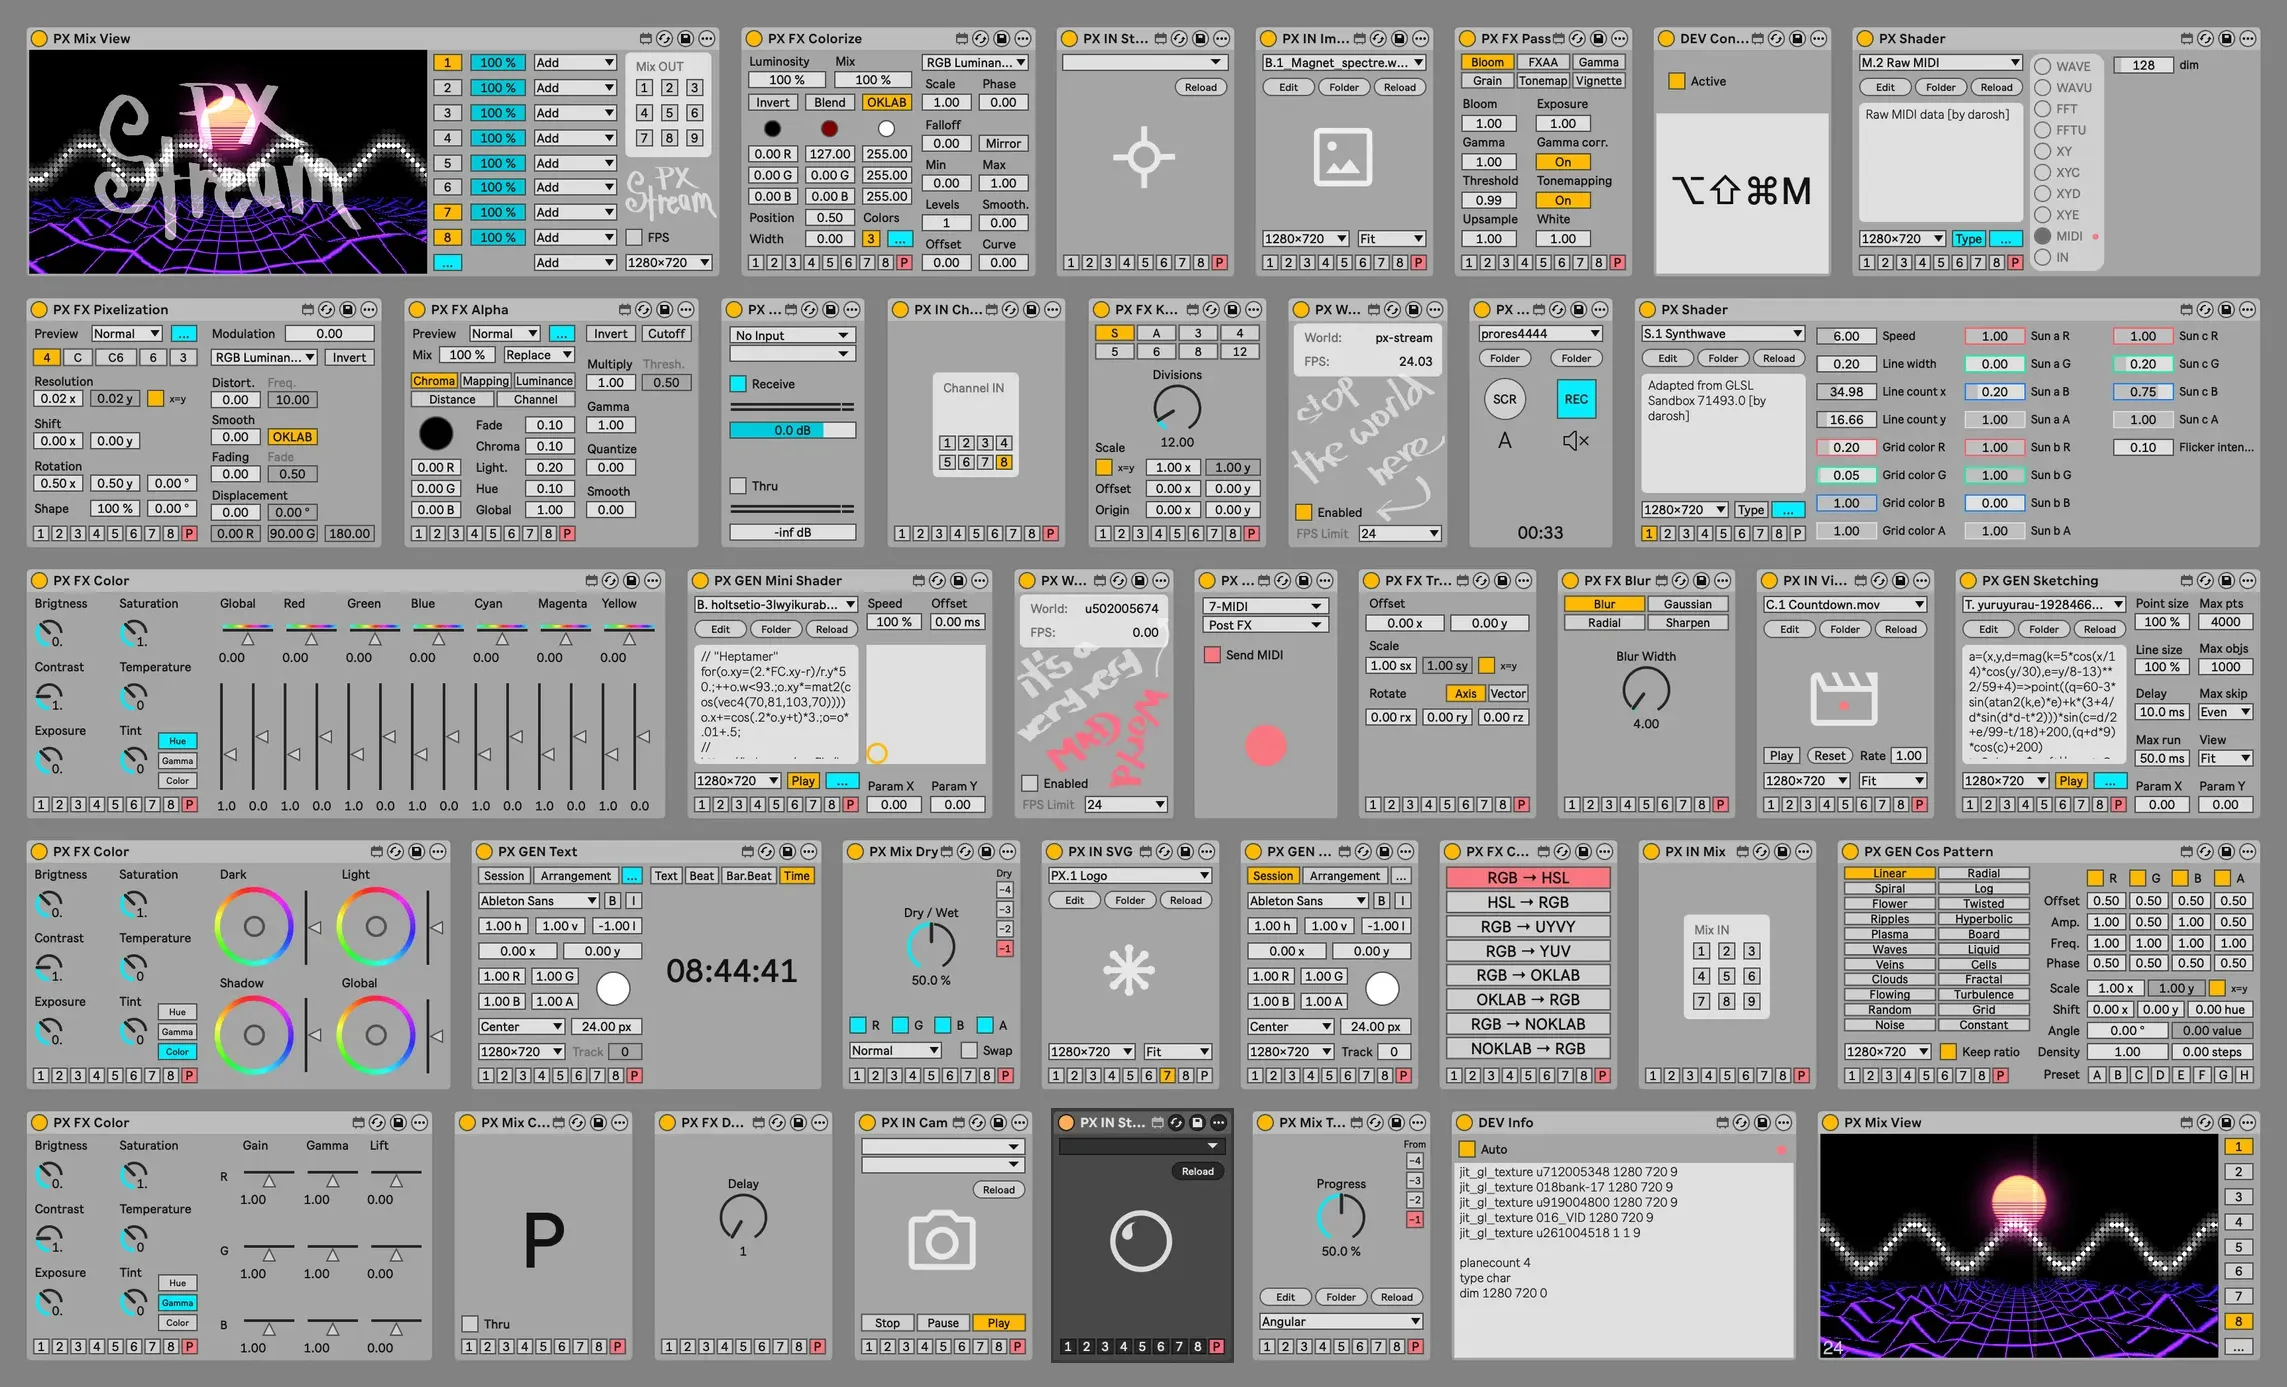 PX Mix View
PX Stream
1 100 % Add
2 100 % Add
3 100 % Add
4 100 % Add
5 100 % Add
6 100 % Add
7 100 % Add
8 100 % Add
... Add
Mix OUT
1 2 3
4 5 6
7 8 9
PX Stream
FPS
1280×720
PX FX Colorize
Luminosity Mix RGB Luminan...
100 % 100 % Scale Phase
Invert Blend OKLAB 1.00 0.00
Falloff
0.00 Mirror
0.00 R 127.00 255.00
Min Max
0.00 G 0.00 G 255.00
0.00 1.00
0.00 B 0.00 B 255.00
Levels Smooth.
Position 0.50 Colors 1 0.00
Width 0.00 3 ... Offset Curve
1 2 3 4 5 6 7 8 P 0.00 0.00
PX IN St...
Reload
1 2 3 4 5 6 7 8 P
PX IN Im...
B.1_Magnet_spectre.w...
Edit Folder Reload
1280×720 Fit
1 2 3 4 5 6 7 8 P
PX FX Pass
Bloom FXAA Gamma
Grain Tonemap Vignette
Bloom Exposure
1.00 1.00
Gamma Gamma corr.
1.00 On
Threshold Tonemapping
0.99 On
Upsample White
1.00 1.00
1 2 3 4 5 6 7 8 P
DEV Con...
Active
⌥⇧⌘M
PX Shader
M.2 Raw MIDI
Edit Folder Reload
Raw MIDI data [by darosh]
1280×720 Type ...
1 2 3 4 5 6 7 8 P
WAVE
WAVU
FFT
FFTU
XY
XYC
XYD
XYE
MIDI
IN
128 dim
PX FX Pixelization
Preview Normal ... Modulation 0.00
4 C C6 6 3 RGB Luminan... Invert
Resolution Distort. Freq.
0.02 x 0.02 y x=y 0.00 10.00
Shift Smooth
0.00 x 0.00 y 0.00 OKLAB
Rotation Fading Fade
0.50 x 0.50 y 0.00 ° 0.00 0.50
Displacement
Shape 100 % 0.00 ° 0.00 0.00 °
1 2 3 4 5 6 7 8 P 0.00 R 90.00 G 180.00
PX FX Alpha
Preview Normal ... Invert Cutoff
Mix 100 % Replace Multiply Thresh.
Chroma Mapping Luminance 1.00 0.50
Distance Channel Gamma
Fade 0.10 1.00
Chroma 0.10 Quantize
0.00 R Light. 0.20 0.00
0.00 G Hue 0.10 Smooth
0.00 B Global 1.00 0.00
1 2 3 4 5 6 7 8 P
PX ...
No Input
Receive
0.0 dB
Thru
-inf dB
PX IN Ch...
Channel IN
1 2 3 4
5 6 7 8
1 2 3 4 5 6 7 8 P
PX FX K...
S A 3 4
5 6 8 12
Divisions
12.00
Scale
x=y 1.00 x 1.00 y
Offset 0.00 x 0.00 y
Origin 0.00 x 0.00 y
1 2 3 4 5 6 7 8 P
PX W...
World: px-stream
FPS: 24.03
stop
the world
here
Enabled
FPS Limit 24
PX ...
prores4444
Folder Folder
SCR REC
A
00:33
PX Shader
S.1 Synthwave
Edit Folder Reload
Adapted from GLSL
Sandbox 71493.0 [by
darosh]
1280×720 Type ...
1 2 3 4 5 6 7 8 P
6.00 Speed 1.00 Sun a R 1.00 Sun c R
0.20 Line width 0.00 Sun a G 0.20 Sun c G
34.98 Line count x 0.20 Sun a B 0.75 Sun c B
16.66 Line count y 1.00 Sun a A 1.00 Sun c A
0.20 Grid color R 1.00 Sun b R 0.10 Flicker inten...
0.05 Grid color G 1.00 Sun b G
1.00 Grid color B 0.00 Sun b B
1.00 Grid color A 1.00 Sun b A
PX FX Color
Brigtness Saturation Global Red Green Blue Cyan Magenta Yellow
0. 1.
0.00 0.00 0.00 0.00 0.00 0.00 0.00
Contrast Temperature
1. 0
Exposure Tint Hue
0. 0 Gamma
Color
1 2 3 4 5 6 7 8 P 1.0 0.0 1.0 0.0 1.0 0.0 1.0 0.0 1.0 0.0 1.0 0.0 1.0 0.0
PX GEN Mini Shader
B. holtsetio-3lwyikurab... Speed Offset
Edit Folder Reload 100 % 0.00 ms
// "Heptamer"
for(o.xy=(2.*FC.xy-r)/r.y*5
0.;++o.w<93.;o.xy*=mat2(c
os(vec4(70,81,103,70))))
o.x+=cos(.2*o.y+t)*3.;o=o*
.01+.5;
//
1280×720 Play ... Param X Param Y
1 2 3 4 5 6 7 8 P 0.00 0.00
PX W...
World: u502005674
FPS: 0.00
it's a
very very
MAD
World
Enabled
FPS Limit 24
PX ...
7-MIDI
Post FX
Send MIDI
PX FX Tr...
Offset
0.00 x 0.00 y
Scale
1.00 sx 1.00 sy x=y
Rotate Axis Vector
0.00 rx 0.00 ry 0.00 rz
1 2 3 4 5 6 7 8 P
PX FX Blur
Blur Gaussian
Radial Sharpen
Blur Width
4.00
1 2 3 4 5 6 7 8 P
PX IN Vi...
C.1 Countdown.mov
Edit Folder Reload
Play Reset Rate 1.00
1280×720 Fit
1 2 3 4 5 6 7 8 P
PX GEN Sketching
T. yuruyurau-1928466... Point size Max pts
Edit Folder Reload 100 % 4000
a=(x,y,d=mag(k=5*cos(x/1
4)*cos(y/30),e=y/8-13)**
2/59+4)=>point((q=60-3*
sin(atan2(k,e)*e)+k*(3+4/
d*sin(d*d-t*2)))*sin(c=d/2
+e/99-t/18)+200,(q+d*9)
*cos(c)+200)
Line size Max objs
100 % 1000
Delay Max skip
10.0 ms Even
Max run View
50.0 ms Fit
1280×720 Play ... Param X Param Y
1 2 3 4 5 6 7 8 P 0.00 0.00
PX FX Color
Brigtness Saturation Dark Light
0. 1.
Contrast Temperature
1. 0
Shadow Global
Exposure Tint Hue
0. 0 Gamma
Color
1 2 3 4 5 6 7 8 P
PX GEN Text
Session Arrangement ... Text Beat Bar.Beat Time
Ableton Sans B I
1.00 h 1.00 v -1.00 l
0.00 x 0.00 y
1.00 R 1.00 G
1.00 B 1.00 A
08:44:41
Center 24.00 px
1280×720 Track 0
1 2 3 4 5 6 7 8 P
PX Mix Dry
Dry
-4
-3
-2
-1
Dry / Wet
50.0 %
R G B A
Normal Swap
1 2 3 4 5 6 7 8 P
PX IN SVG
PX.1 Logo
Edit Folder Reload
1280×720 Fit
1 2 3 4 5 6 7 8 P
PX GEN ...
Session Arrangement ...
Ableton Sans B I
1.00 h 1.00 v -1.00 l
0.00 x 0.00 y
1.00 R 1.00 G
1.00 B 1.00 A
Center 24.00 px
1280×720 Track 0
1 2 3 4 5 6 7 8 P
PX FX C...
RGB → HSL
HSL → RGB
RGB → UYVY
RGB → YUV
RGB → OKLAB
OKLAB → RGB
RGB → NOKLAB
NOKLAB → RGB
1 2 3 4 5 6 7 8 P
PX IN Mix
Mix IN
1 2 3
4 5 6
7 8 9
1 2 3 4 5 6 7 8 P
PX GEN Cos Pattern
Linear Radial
Spiral Log
Flower Twisted
Ripples Hyperbolic
Plasma Board
Waves Liquid
Veins Cells
Clouds Fractal
Flowing Turbulence
Random Grid
Noise Constant
1280×720 Keep ratio
1 2 3 4 5 6 7 8 P
R G B A
Offset 0.50 0.50 0.50 0.50
Amp. 1.00 0.50 1.00 0.50
Freq. 1.00 1.00 1.00 1.00
Phase 0.50 0.50 0.50 0.50
Scale 1.00 x 1.00 y x=y
Shift 0.00 x 0.00 y 0.00 hue
Angle 0.00 ° 0.00 value
Density 1.00 0.00 steps
Preset A B C D E F G H
PX FX Color
Brigtness Saturation Gain Gamma Lift
0. 1. R
1.00 1.00 0.00
Contrast Temperature
1. 0 G
1.00 1.00 0.00
Exposure Tint Hue
0. 0 Gamma
Color B
1 2 3 4 5 6 7 8 P 1.00 1.00 0.00
PX Mix C...
P
Thru
1 2 3 4 5 6 7 8 P
PX FX D...
Delay
1
1 2 3 4 5 6 7 8 P
PX IN Cam
Reload
Stop Pause Play
1 2 3 4 5 6 7 8 P
PX IN St...
Reload
1 2 3 4 5 6 7 8 P
PX Mix T...
From
-4
-3
-2
-1
Progress
50.0 %
Edit Folder Reload
Angular
1 2 3 4 5 6 7 8 P
DEV Info
Auto
jit_gl_texture u712005348 1280 720 9
jit_gl_texture 018bank-17 1280 720 9
jit_gl_texture u919004800 1280 720 9
jit_gl_texture 016_VID 1280 720 9
jit_gl_texture u261004518 1 1 9
planecount 4
type char
dim 1280 720 0
PX Mix View
1
2
3
4
5
6
7
8
...
24